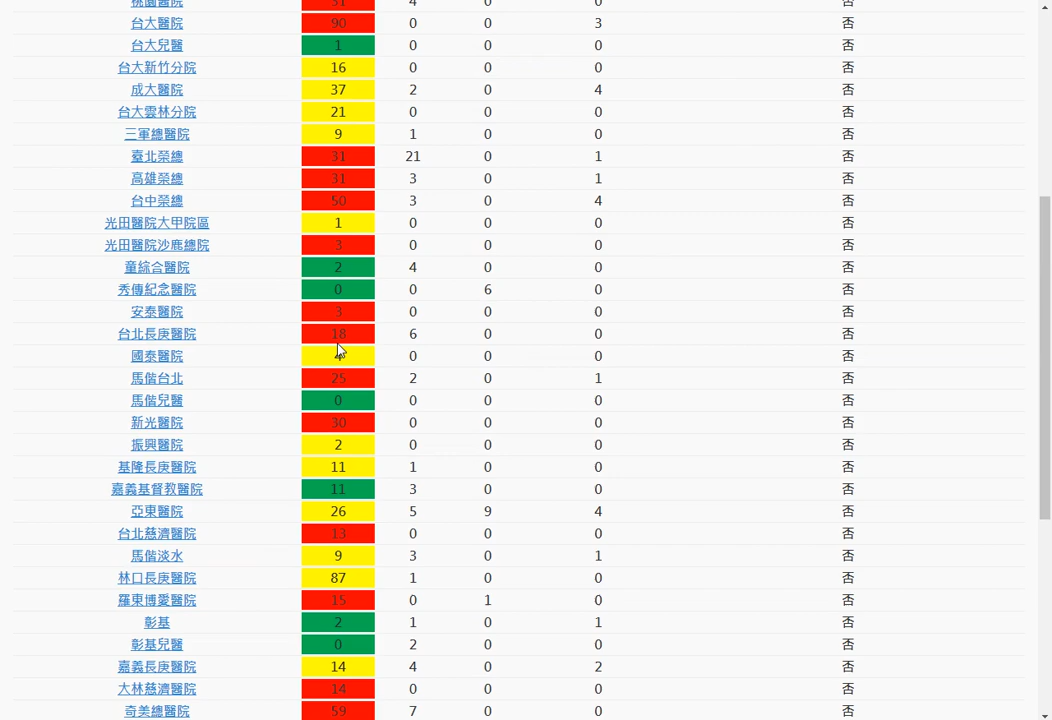 桃園醫院 51 4 0 0 否
台大醫院 90 0 0 3 否
台大兒醫 1 0 0 0 否
台大新竹分院 16 0 0 0 否
成大醫院 37 2 0 4 否
台大雲林分院 21 0 0 0 否
三軍總醫院 9 1 0 0 否
臺北榮總 31 21 0 1 否
高雄榮總 31 3 0 1 否
台中榮總 50 3 0 4 否
光田醫院大甲院區 1 0 0 0 否
光田醫院沙鹿總院 3 0 0 0 否
童綜合醫院 2 4 0 0 否
秀傳紀念醫院 0 0 6 0 否
安泰醫院 3 0 0 0 否
台北長庚醫院 18 6 0 0 否
國泰醫院 4 0 0 0 否
馬偕台北 25 2 0 1 否
馬偕兒醫 0 0 0 0 否
新光醫院 30 0 0 0 否
振興醫院 2 0 0 0 否
基隆長庚醫院 11 1 0 0 否
嘉義基督教醫院 11 3 0 0 否
亞東醫院 26 5 9 4 否
台北慈濟醫院 13 0 0 0 否
馬偕淡水 9 3 0 1 否
林口長庚醫院 87 1 0 0 否
羅東博愛醫院 15 0 1 0 否
彰基 2 1 0 1 否
彰基兒醫 0 2 0 0 否
嘉義長庚醫院 14 4 0 2 否
大林慈濟醫院 14 0 0 0 否
奇美總醫院 59 7 0 0 否